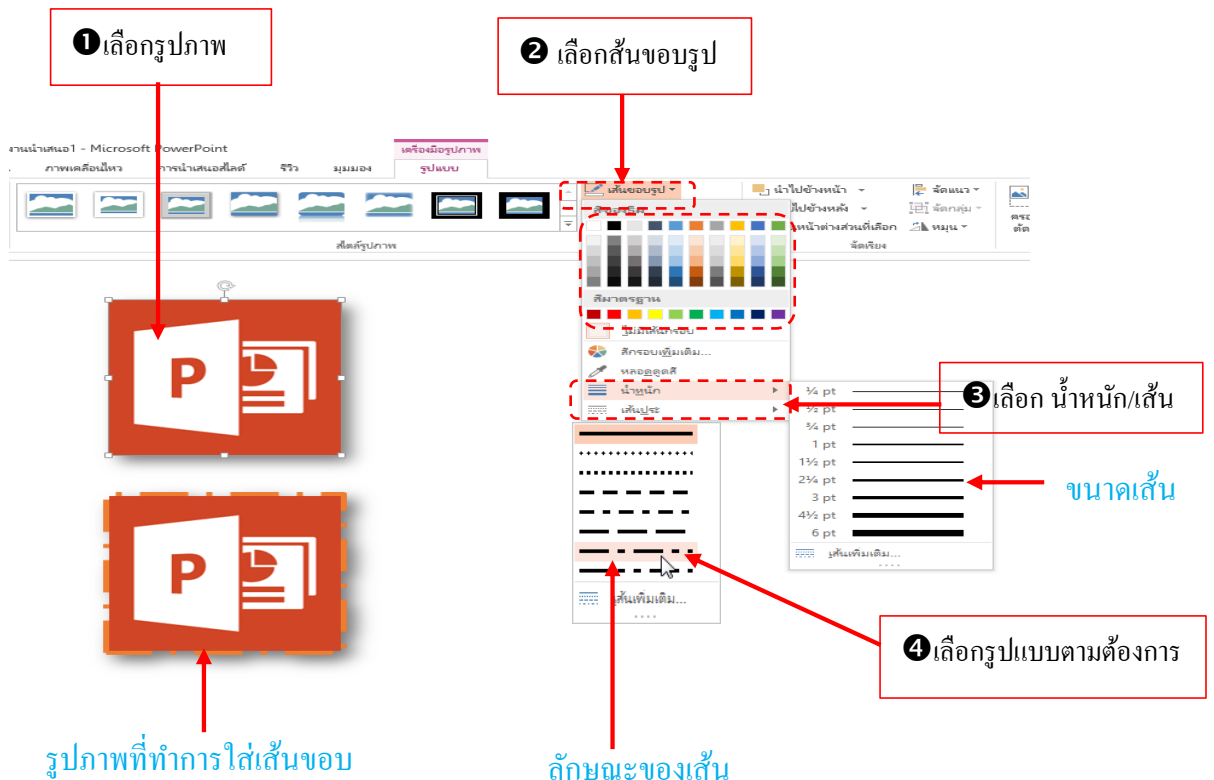 ❶เลือกรูปภาพ
❷ เลือกส้นขอบรูป
งานนำเสนอ1 - Microsoft PowerPoint
เครื่องมือรูปภาพ
ภาพเคลื่อนไหว การนำเสนอสไลด์ รีวิว มุมมอง รูปแบบ
เส้นขอบรูป
นำไปข้างหน้า
จัดแนว
ไปข้างหลัง
จัดกลุ่ม
หน้าต่างส่วนที่เลือก
หมุน
สไตล์รูปภาพ
จัดเรียง
สีมาตรฐาน
ไม่มีเส้นกรอบ
สีกรอบเพิ่มเติม...
หลอดดูดสี
น้ำหนัก
เส้นประ
❸เลือก น้ำหนัก/เส้น
¼ pt
½ pt
¾ pt
1 pt
1½ pt
2¼ pt
3 pt
4½ pt
6 pt
เส้นเพิ่มเติม...
ขนาดเส้น
เส้นเพิ่มเติม...
❹เลือกรูปแบบตามต้องการ
P
P
รูปภาพที่ทำการใส่เส้นขอบ
ลักษณะของเส้น